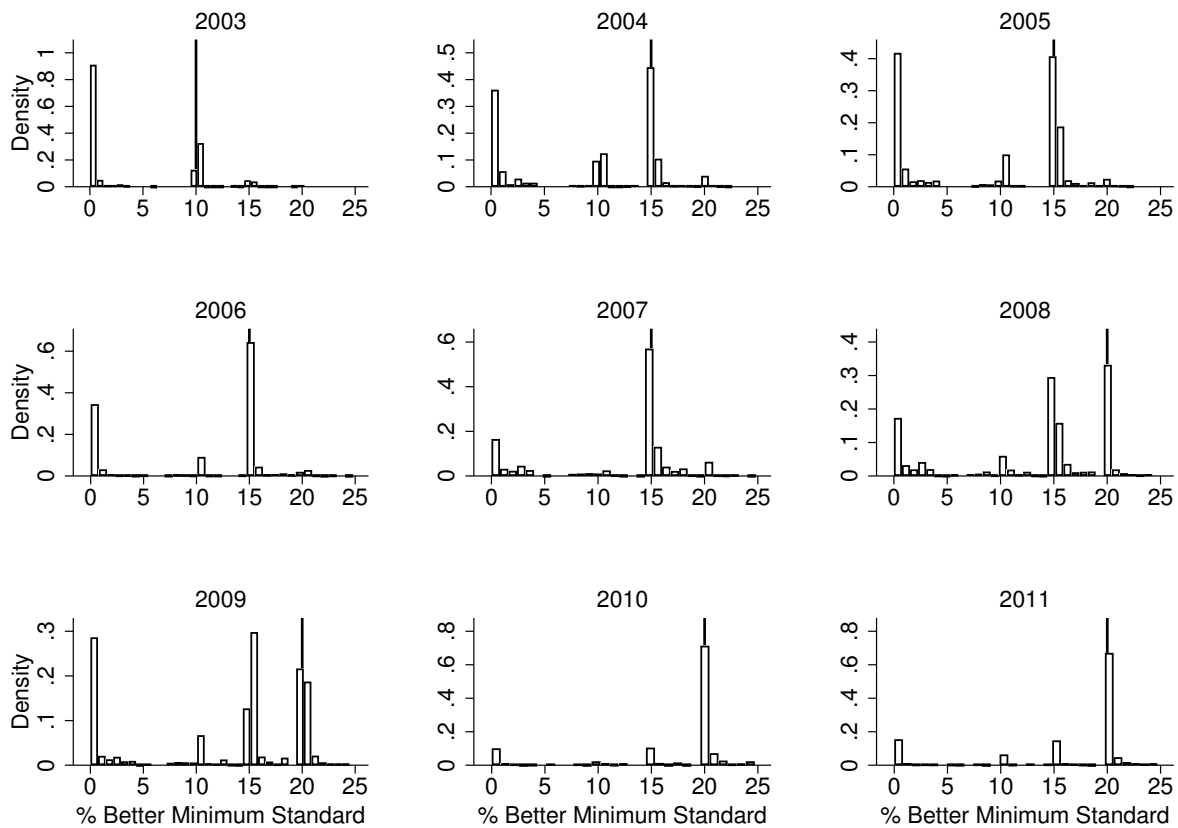 2003
2004
2005
Density
0 .2 .4 .6 .8 1
0 .1 .2 .3 .4 .5
0 .1 .2 .3 .4
0 5 10 15 20 25
0 5 10 15 20 25
0 5 10 15 20 25
2006
2007
2008
Density
0 .2 .4 .6
0 .2 .4 .6
0 .1 .2 .3 .4
0 5 10 15 20 25
0 5 10 15 20 25
0 5 10 15 20 25
2009
2010
2011
Density
0 .1 .2 .3
0 .2 .4 .6 .8
0 .2 .4 .6 .8
0 5 10 15 20 25
0 5 10 15 20 25
0 5 10 15 20 25
% Better Minimum Standard
% Better Minimum Standard
% Better Minimum Standard